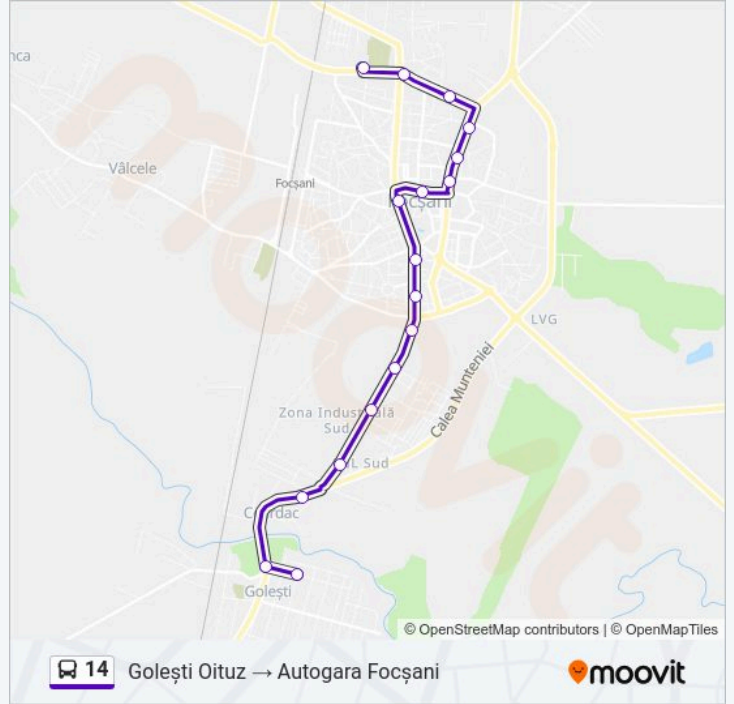 nca
Vâlcele
Focșani
Focșani
LVG
Calea Munteniei
Zona Industrială
Sud
L Sud
Golești
© OpenStreetMap contributors | © OpenMapTiles
14 Golești Oituz → Autogara Focșani
moovit
moovit